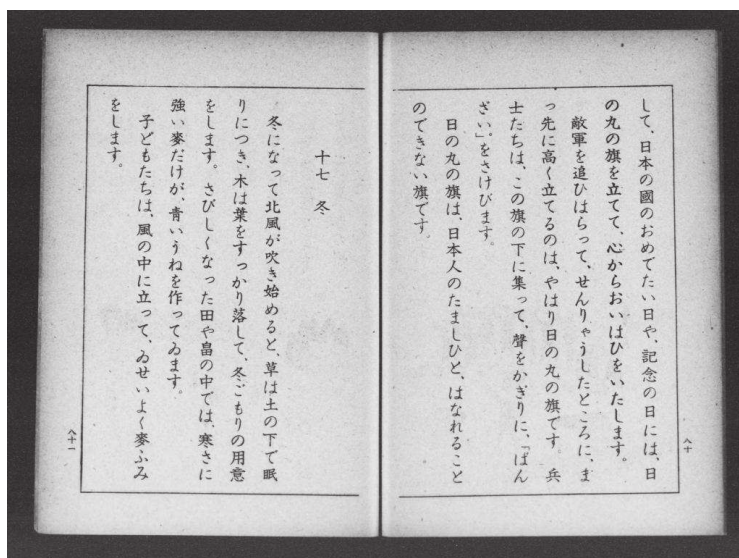 して、日本の國のおめでたい日や、記念の日には、日
の丸の旗を立てて、心からおいはひをいたします。
敵軍を追ひはらって、せんりゃうしたところに、ま
っ先に高く立てるのは、やはり日の丸の旗です。兵
士たちは、この旗の下に集って、聲をかぎりに、「ばん
ざい。」をさけびます。
日の丸の旗は、日本人のたましひと、はなれること
のできない旗です。
八十
十七 冬
冬になって北風が吹き始めると、草は土の下で眠
りにつき、木は葉をすっかり落して、冬ごもりの用意
をします。さびしくなった田や畠の中では、寒さに
強い麥だけが、青いうねを作ってゐます。
子どもたちは、風の中に立って、ゐせいよく麥ふみ
をします。
八十一